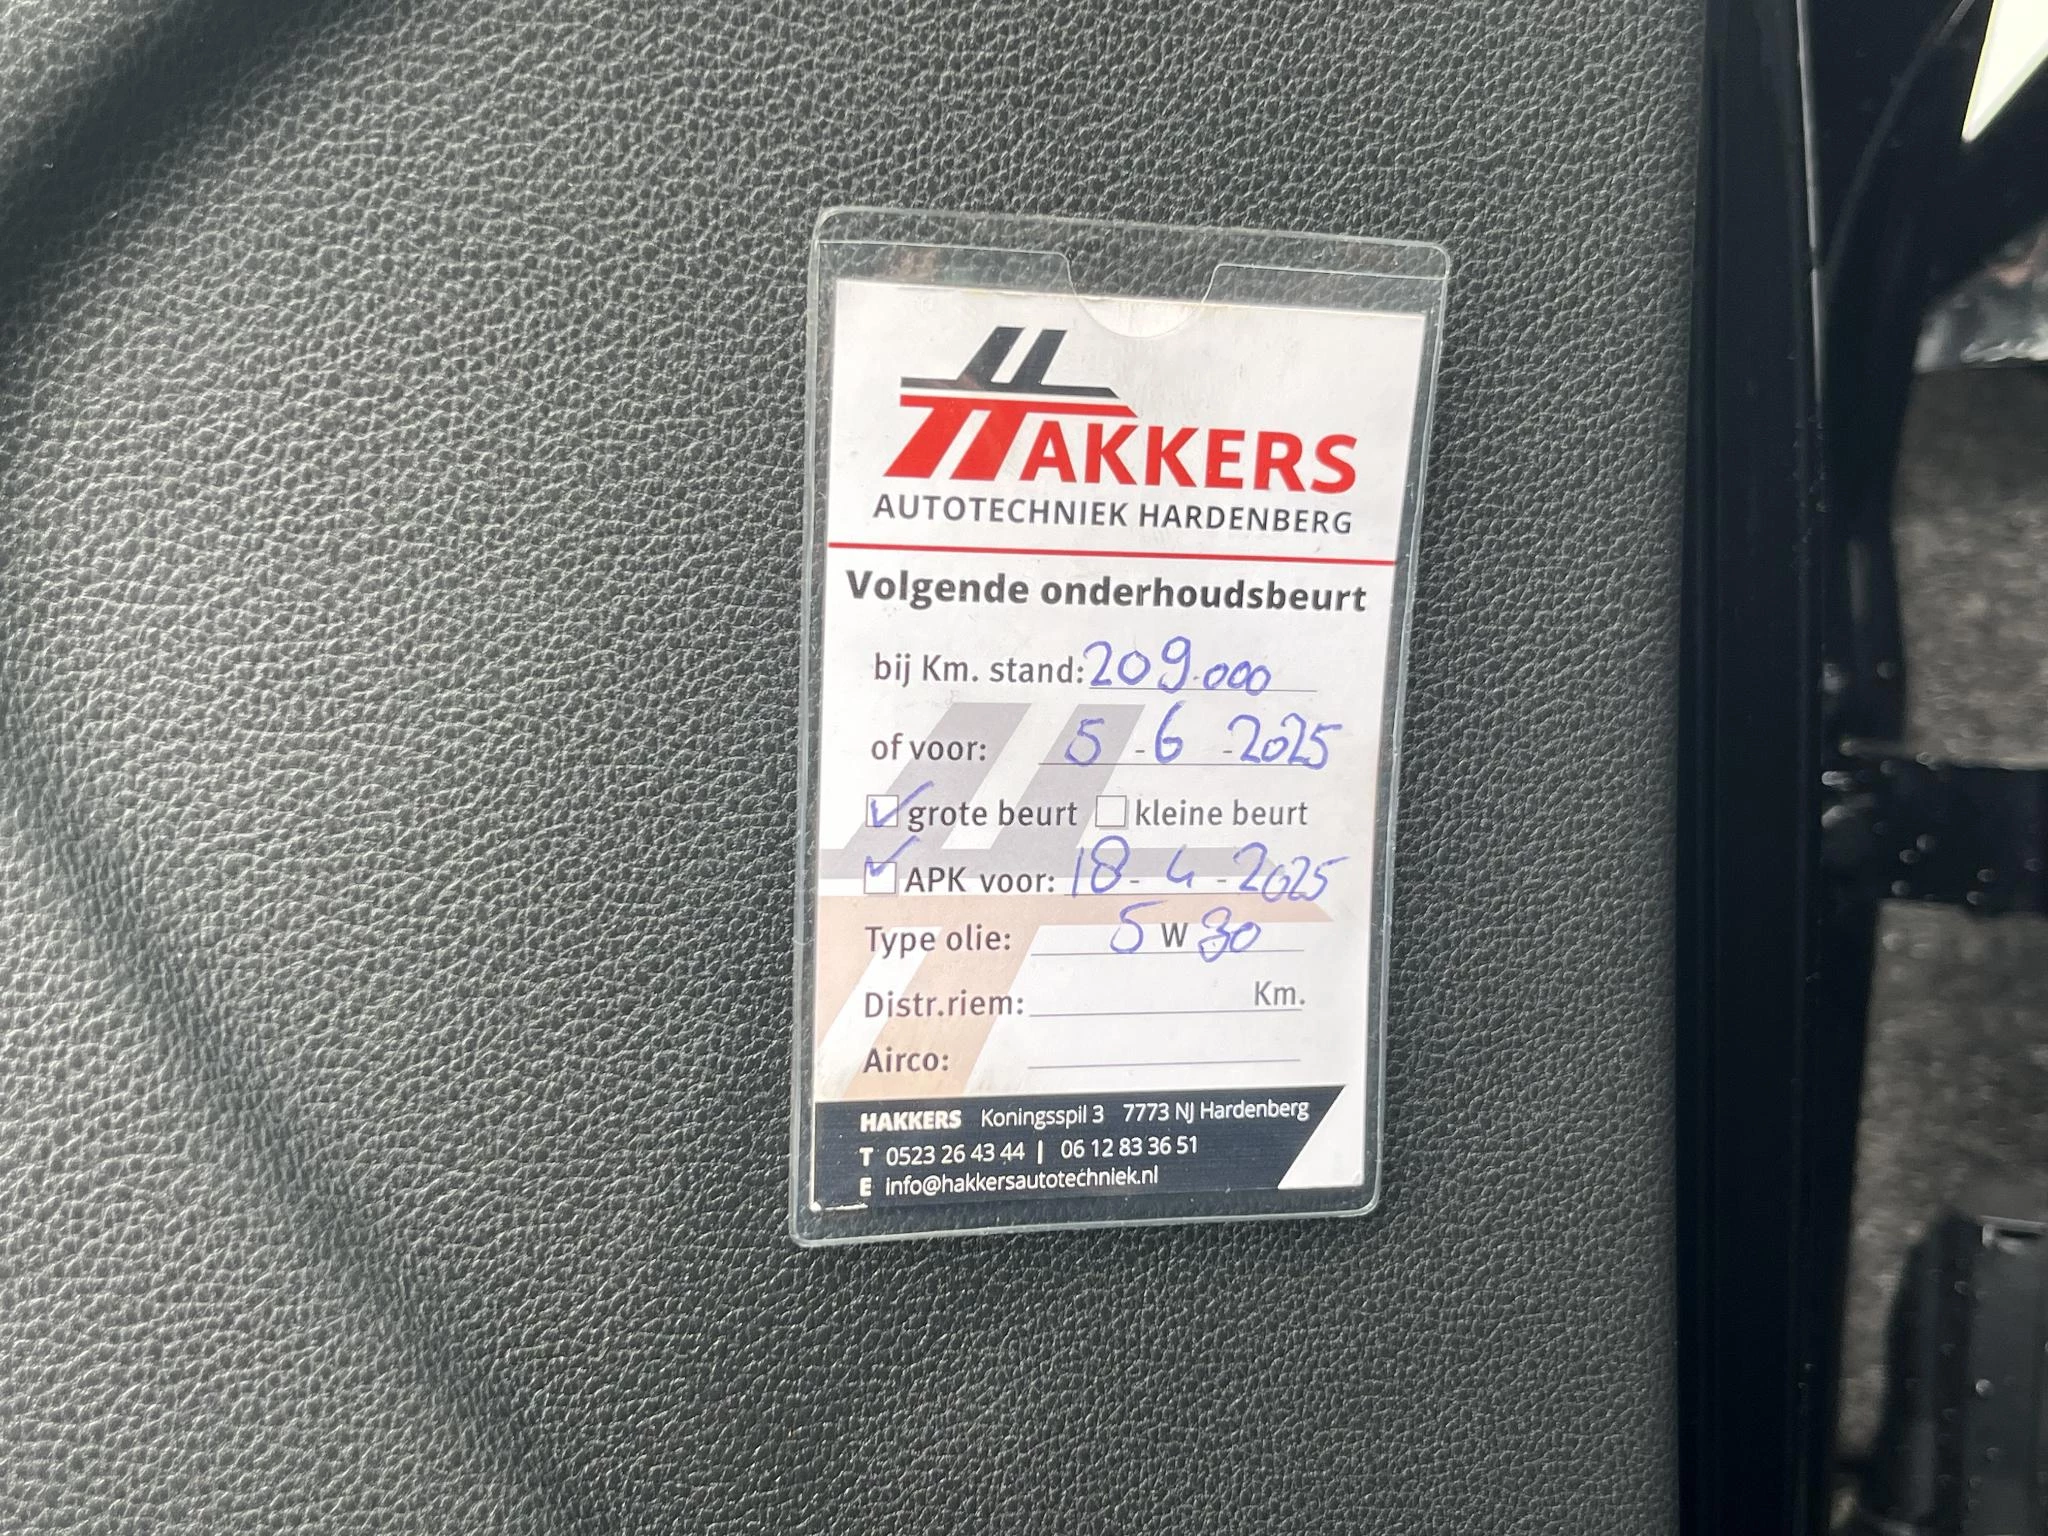 HAKKERS
AUTOTECHNIEK HARDENBERG
Volgende onderhoudsbeurt
bij Km. stand: 209.000
of voor: 5 - 6 - 2025
grote beurt kleine beurt
APK voor: 18 - 4 - 2025
Type olie: 5 W 30
Distr.riem: Km.
Airco:
HAKKERS Koningsspil 3 7773 NJ Hardenberg
T 0523 26 43 44 | 06 12 83 36 51
E info@hakkersautotechniek.nl